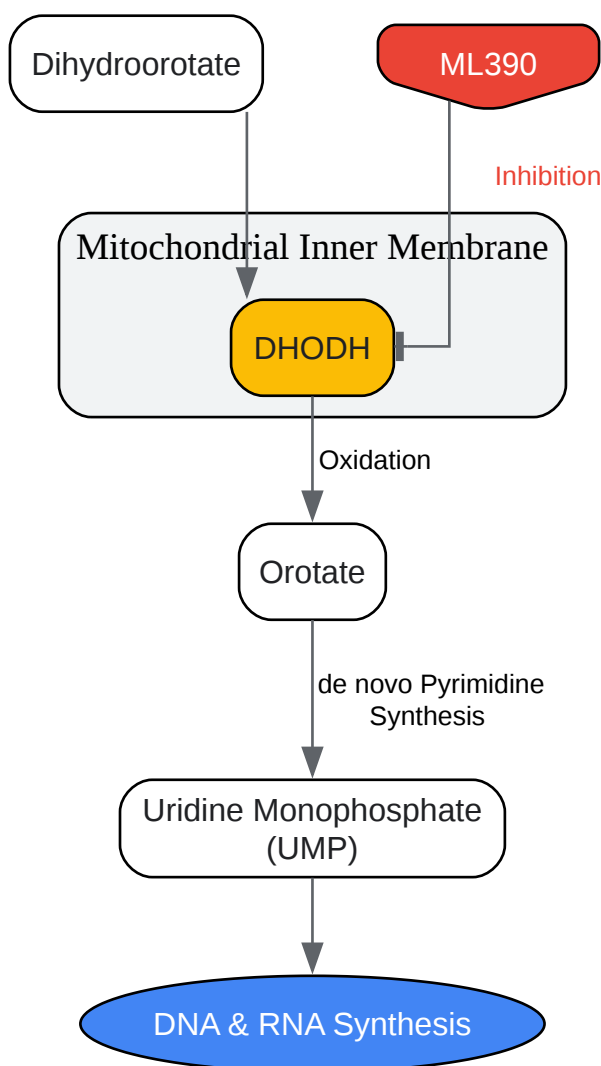 Dihydroorotate
ML390
Inhibition
Mitochondrial Inner Membrane
DHODH
Oxidation
Orotate
de novo Pyrimidine
Synthesis
Uridine Monophosphate
(UMP)
DNA & RNA Synthesis